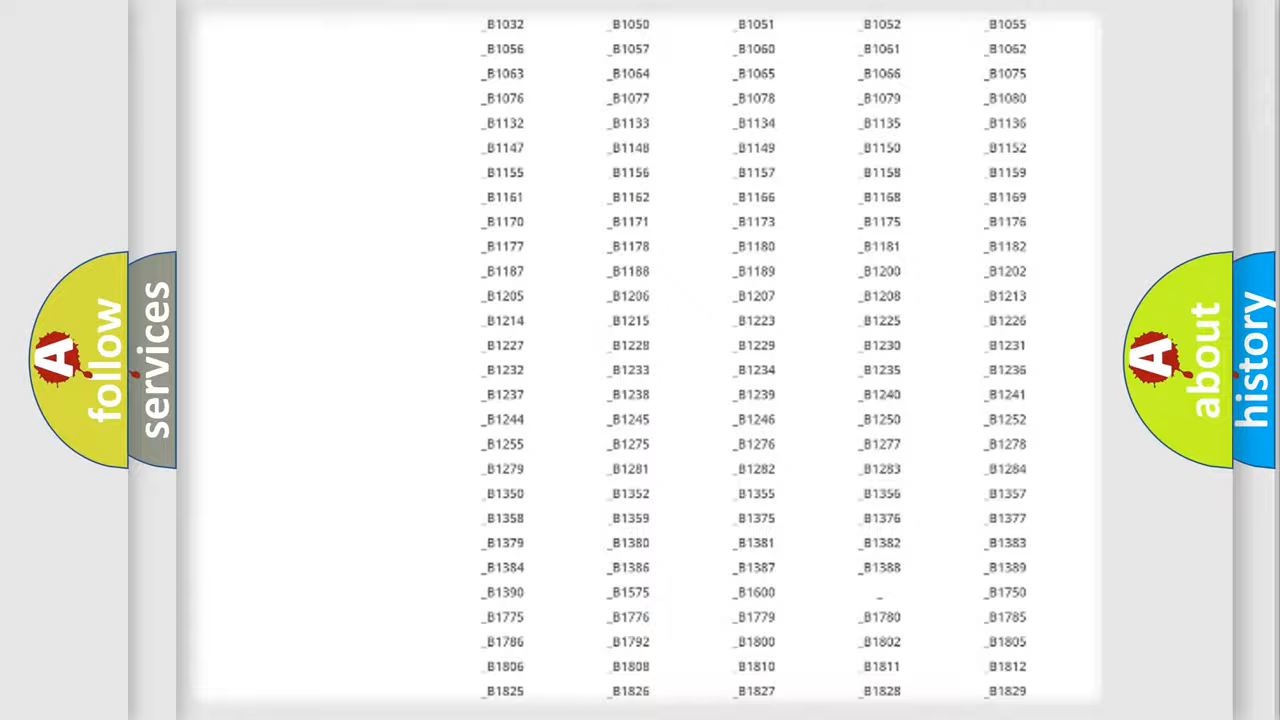 _B1032 _B1050 _B1051 _B1052 _B1055
_B1056 _B1057 _B1060 _B1061 _B1062
_B1063 _B1064 _B1065 _B1066 _B1075
_B1076 _B1077 _B1078 _B1079 _B1080
_B1132 _B1133 _B1134 _B1135 _B1136
_B1147 _B1148 _B1149 _B1150 _B1152
_B1155 _B1156 _B1157 _B1158 _B1159
_B1161 _B1162 _B1166 _B1168 _B1169
_B1170 _B1171 _B1173 _B1175 _B1176
_B1177 _B1178 _B1180 _B1181 _B1182
_B1187 _B1188 _B1189 _B1200 _B1202
_B1205 _B1206 _B1207 _B1208 _B1213
_B1214 _B1215 _B1223 _B1225 _B1226
_B1227 _B1228 _B1229 _B1230 _B1231
_B1232 _B1233 _B1234 _B1235 _B1236
_B1237 _B1238 _B1239 _B1240 _B1241
_B1244 _B1245 _B1246 _B1250 _B1252
_B1255 _B1275 _B1276 _B1277 _B1278
_B1279 _B1281 _B1282 _B1283 _B1284
_B1350 _B1352 _B1355 _B1356 _B1357
_B1358 _B1359 _B1375 _B1376 _B1377
_B1379 _B1380 _B1381 _B1382 _B1383
_B1384 _B1386 _B1387 _B1388 _B1389
_B1390 _B1575 _B1600 _ _B1750
_B1775 _B1776 _B1779 _B1780 _B1785
_B1786 _B1792 _B1800 _B1802 _B1805
_B1806 _B1808 _B1810 _B1811 _B1812
_B1825 _B1826 _B1827 _B1828 _B1829
A follow
services
A about
history